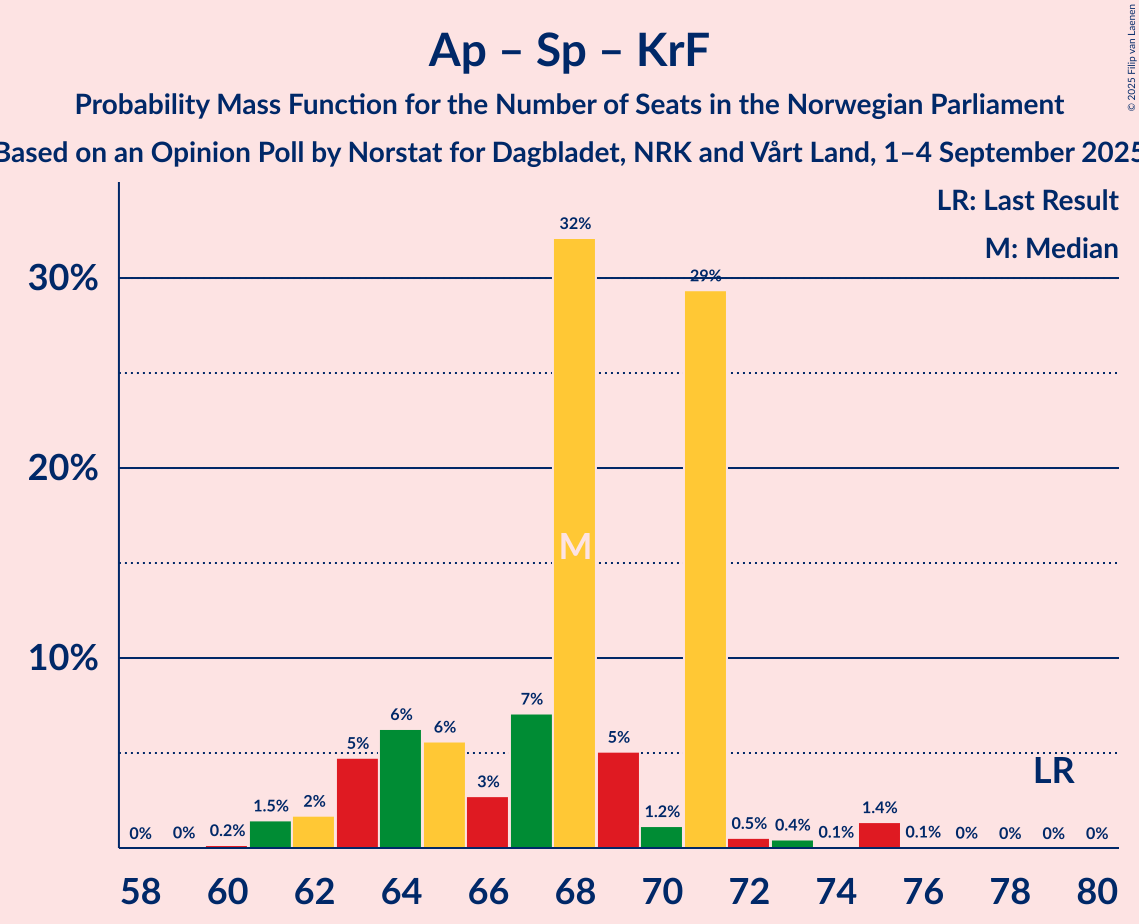 Ap – Sp – KrF
Probability Mass Function for the Number of Seats in the Norwegian Parliament
Based on an Opinion Poll by Norstat for Dagbladet, NRK and Vårt Land, 1–4 September 2025
© 2025 Filip van Laenen
LR: Last Result
M: Median
30%
20%
10%
0% 0% 0.2% 1.5% 2% 5% 6% 6% 3% 7% 32% 5% 1.2% 29% 0.5% 0.4% 0.1% 1.4% 0.1% 0% 0% 0% 0%
M
LR
58 60 62 64 66 68 70 72 74 76 78 80